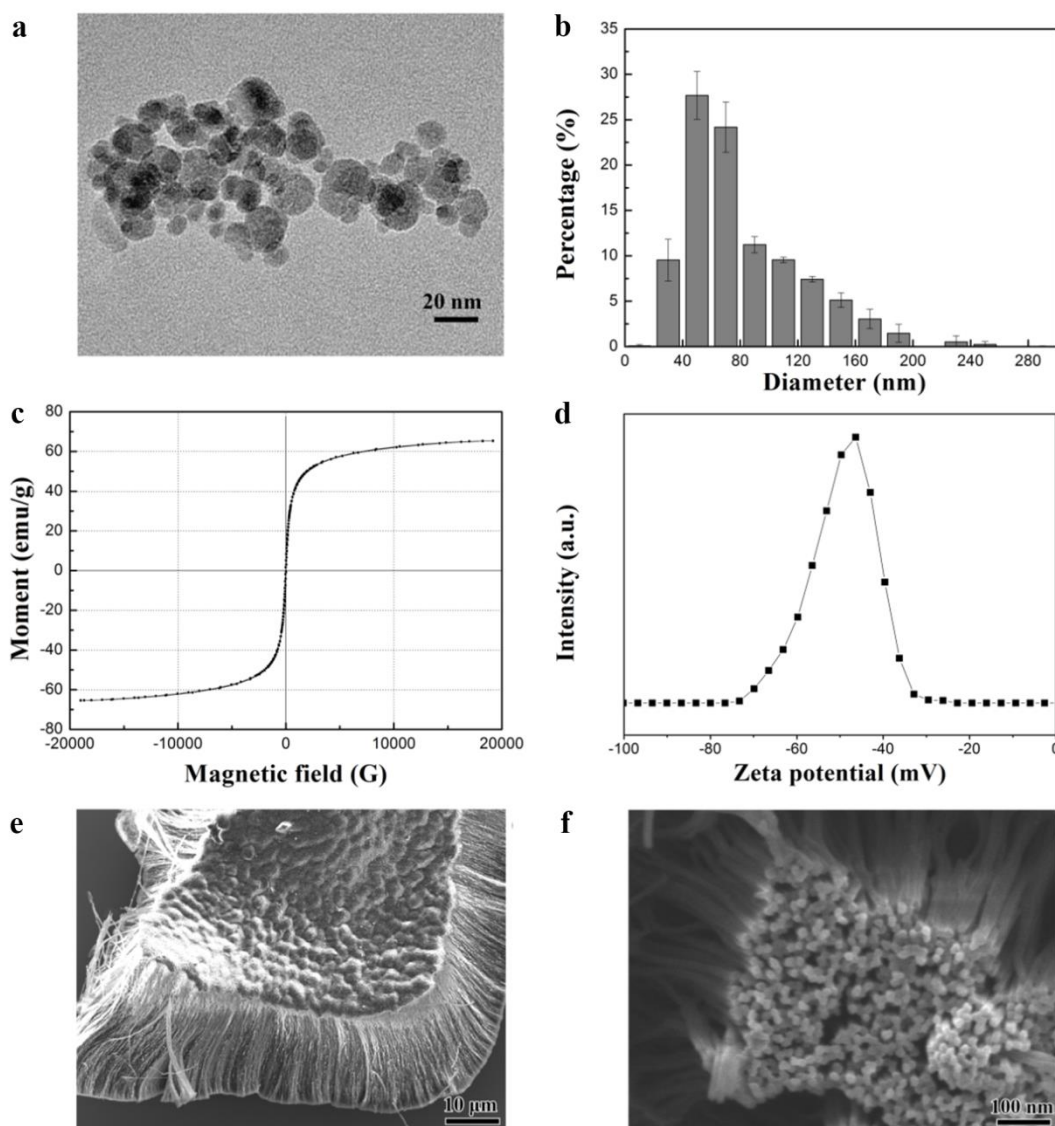 a
20 nm
b
35
30
25
20
15
10
5
0
40
80
120
160
200
240
280
Percentage (%)
Diameter (nm)
c
80
60
40
20
0
-20
-40
-60
-80
-20000
-10000
0
10000
20000
Moment (emu/g)
Magnetic field (G)
d
-100
-80
-60
-40
-20
0
Intensity (a.u.)
Zeta potential (mV)
e
10 μm
f
100 nm